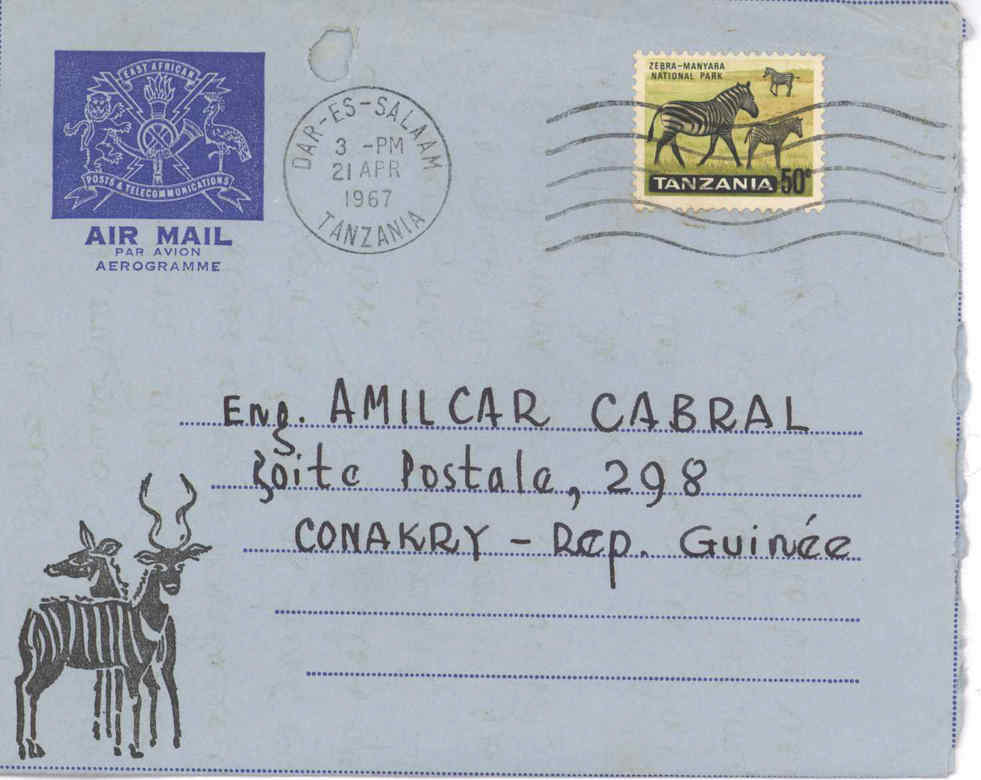 EAST AFRICAN
POSTS & TELECOMMUNICATIONS
AIR MAIL
PAR AVION
AEROGRAMME
DAR-ES-SALAAM
3 -PM
21 APR
1967
TANZANIA
ZEBRA-MANYARA
NATIONAL PARK
TANZANIA 50c
Eng. AMILCAR CABRAL
Boite Postale, 298
CONAKRY - Rep. Guinée